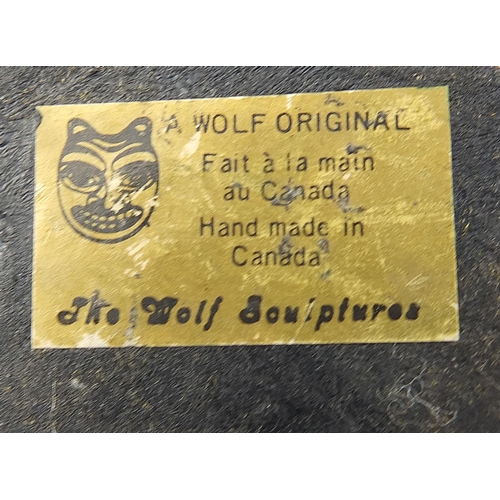 A WOLF ORIGINAL
Fait à la main
au Canada
Hand made in
Canada
The Wolf Sculptures